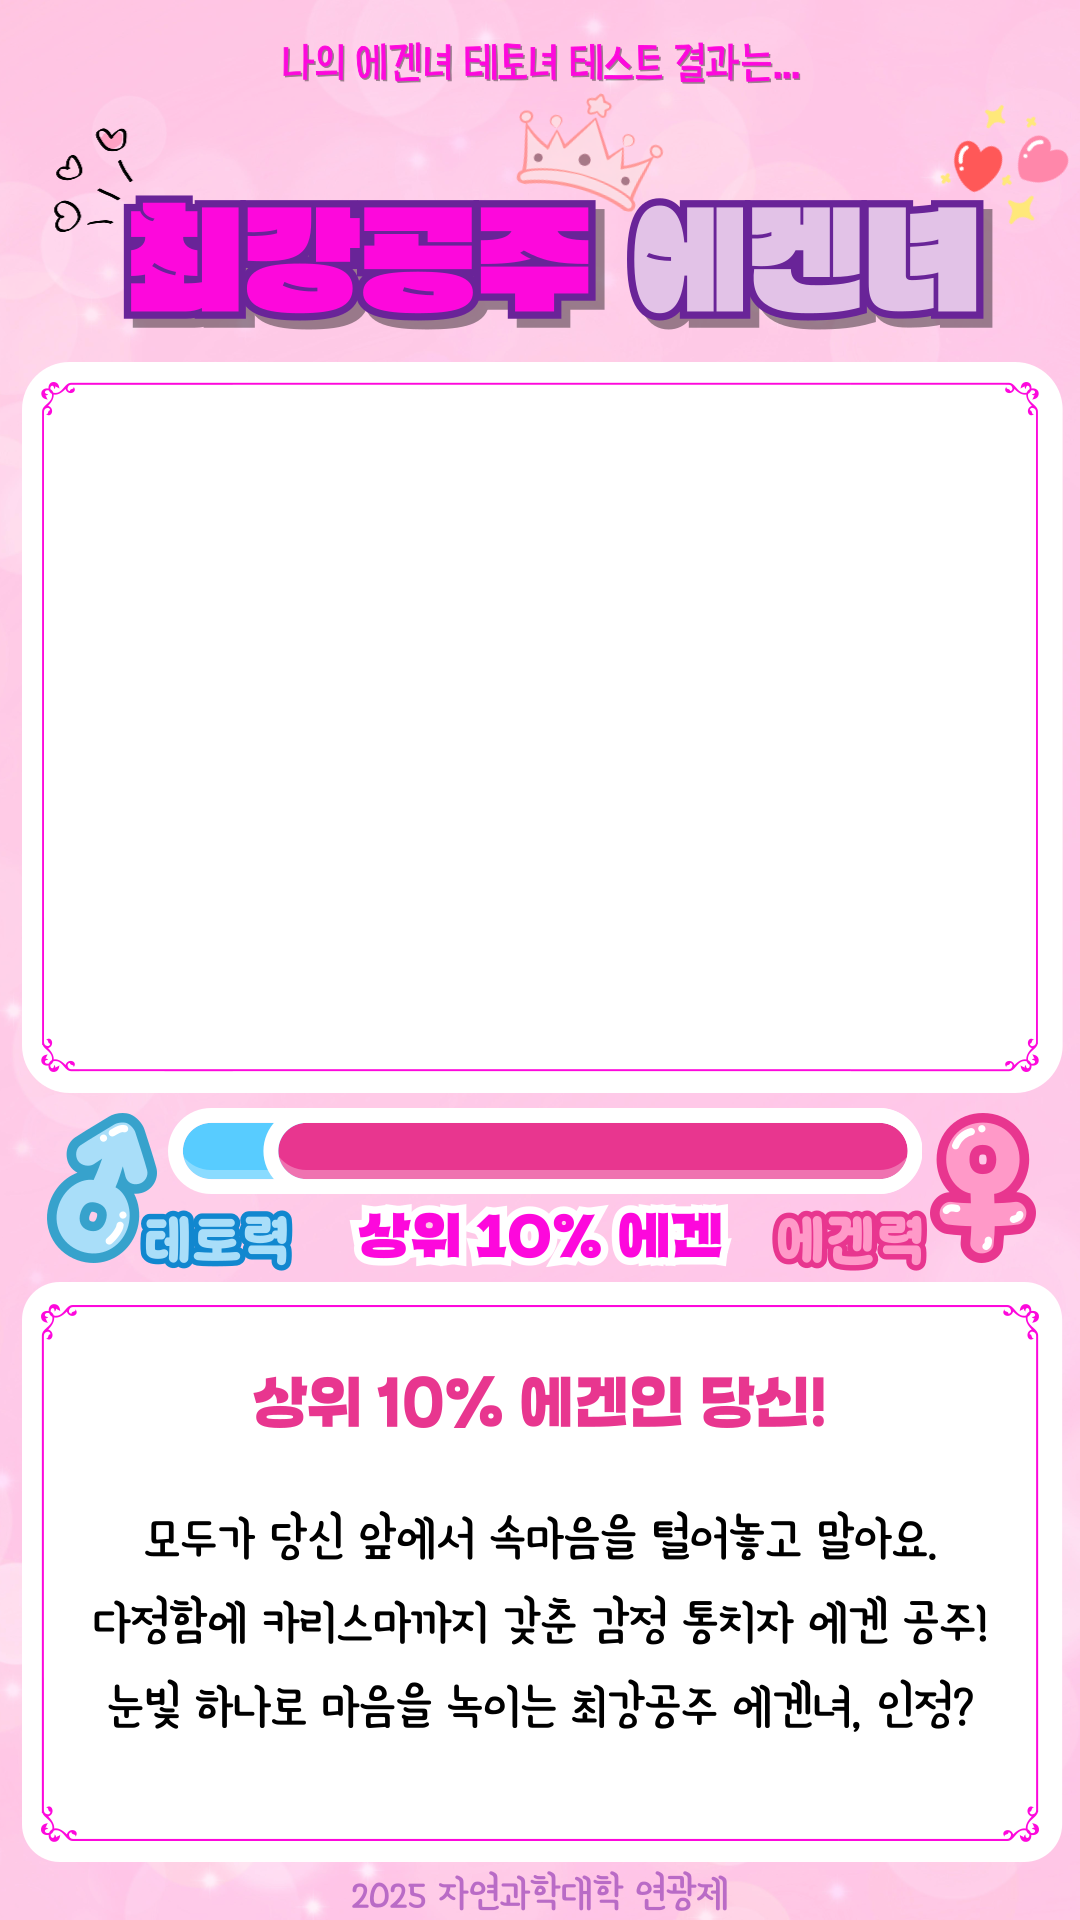 나의 에겐녀 테토녀 테스트 결과는...
최강공주 에겐녀
테토력
상위 10% 에겐
에겐력
상위 10% 에겐인 당신!
모두가 당신 앞에서 속마음을 털어놓고 말아요.
다정함에 카리스마까지 갖춘 감정 통치자 에겐 공주!
눈빛 하나로 마음을 녹이는 최강공주 에겐녀, 인정?
2025 자연과학대학 연광제